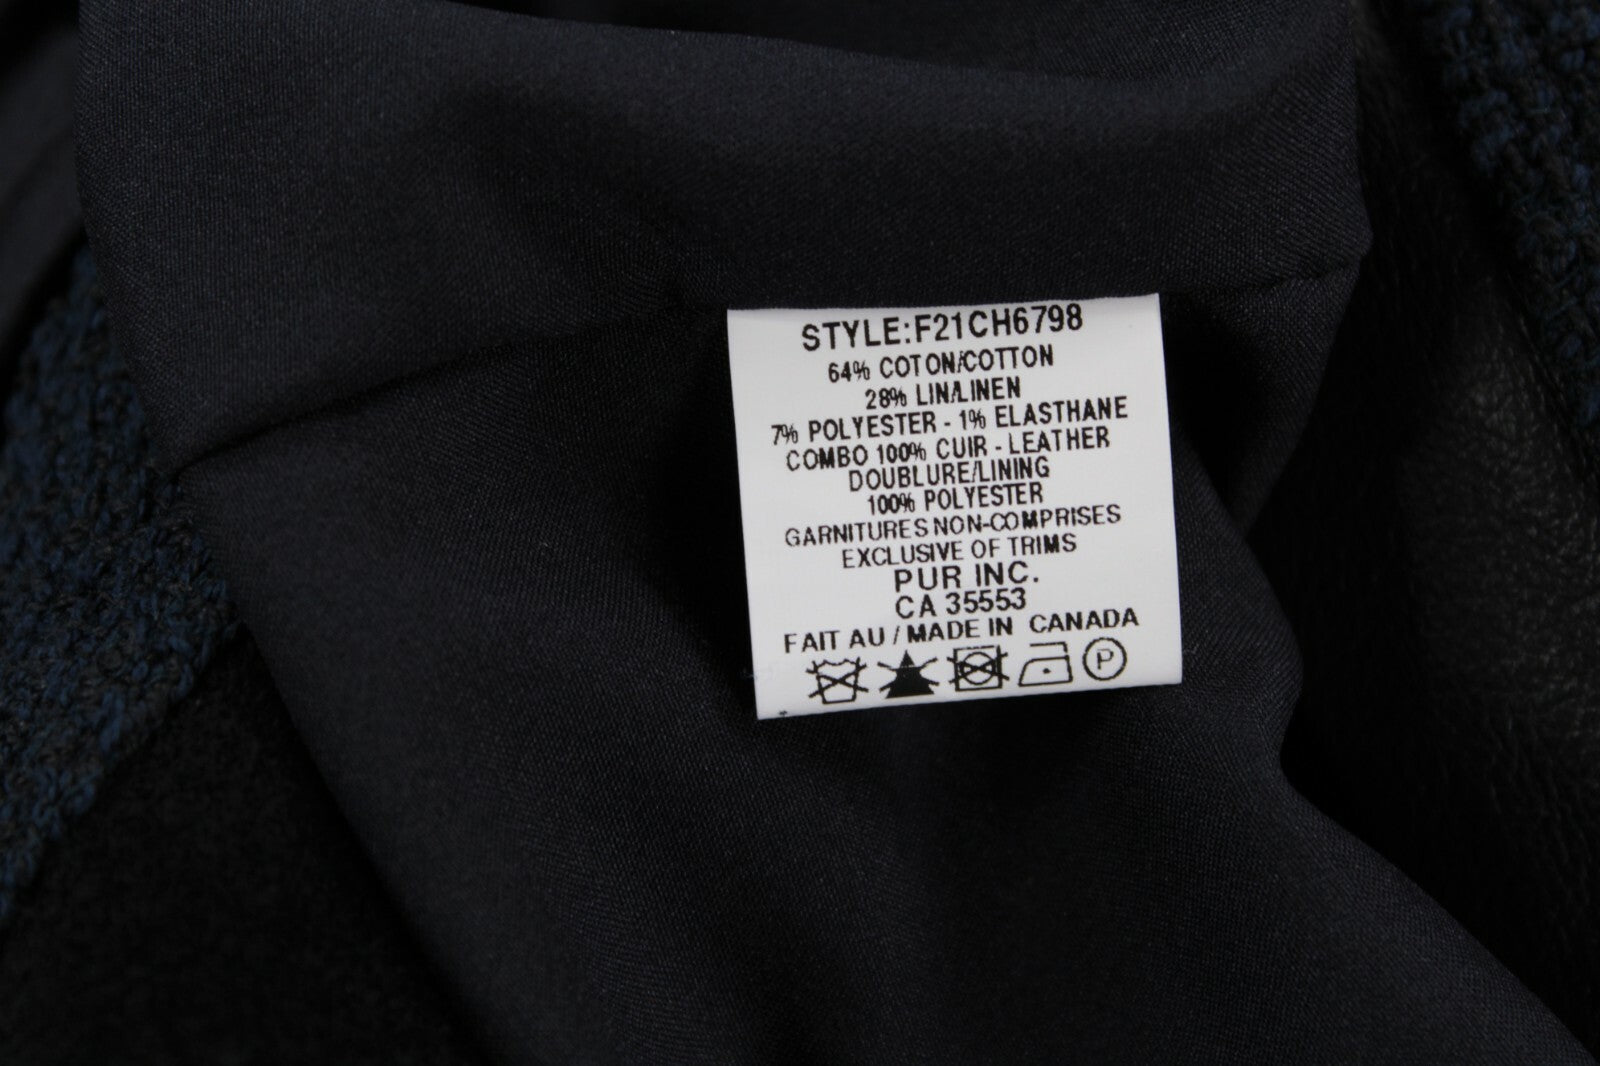 STYLE:F21CH6798
64% COTON/COTTON
28% LIN/LINEN
7% POLYESTER - 1% ELASTHANE
COMBO 100% CUIR - LEATHER
DOUBLURE/LINING
100% POLYESTER
GARNITURES NON-COMPRISES
EXCLUSIVE OF TRIMS
PUR INC.
CA 35553
FAIT AU / MADE IN CANADA
P